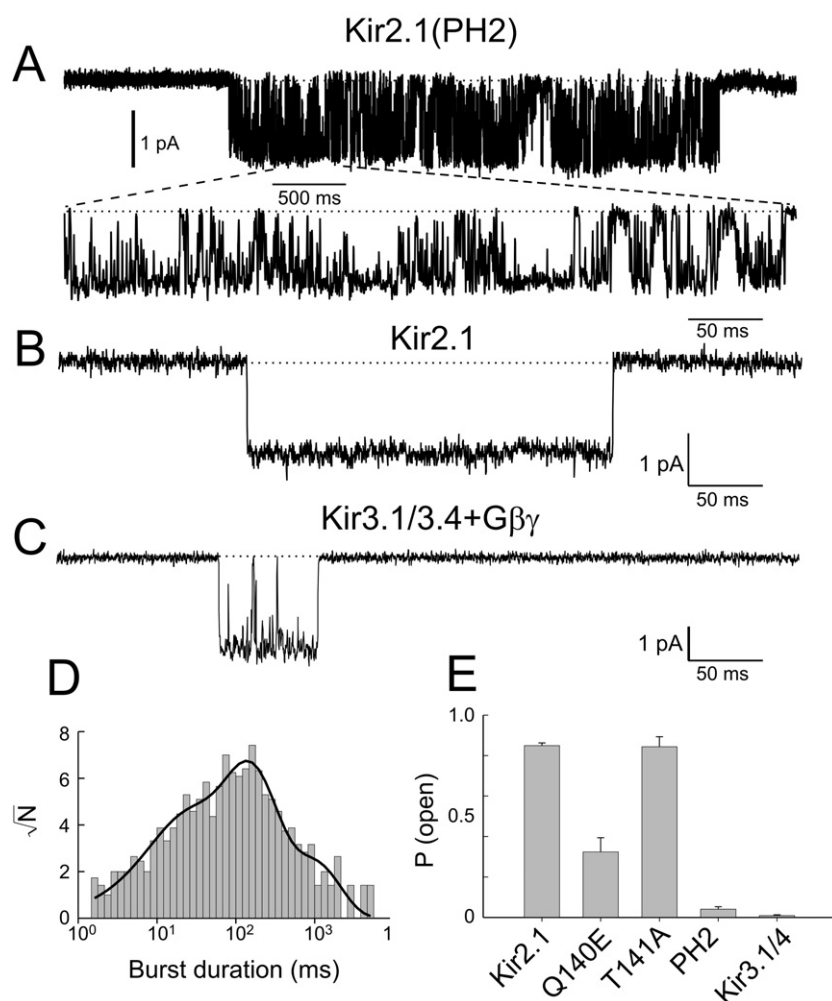 Kir2.1(PH2)
A
1 pA
500 ms
50 ms
B
Kir2.1
1 pA
50 ms
Kir3.1/3.4+Gβγ
C
1 pA
50 ms
D
E
8
6
4
2
0
√N
10⁰
10²
10³
1
Burst duration (ms)
1.0
0.5
0
P (open)
Kir2.1
Q140E
T141A
PH2
Kir3.1/4